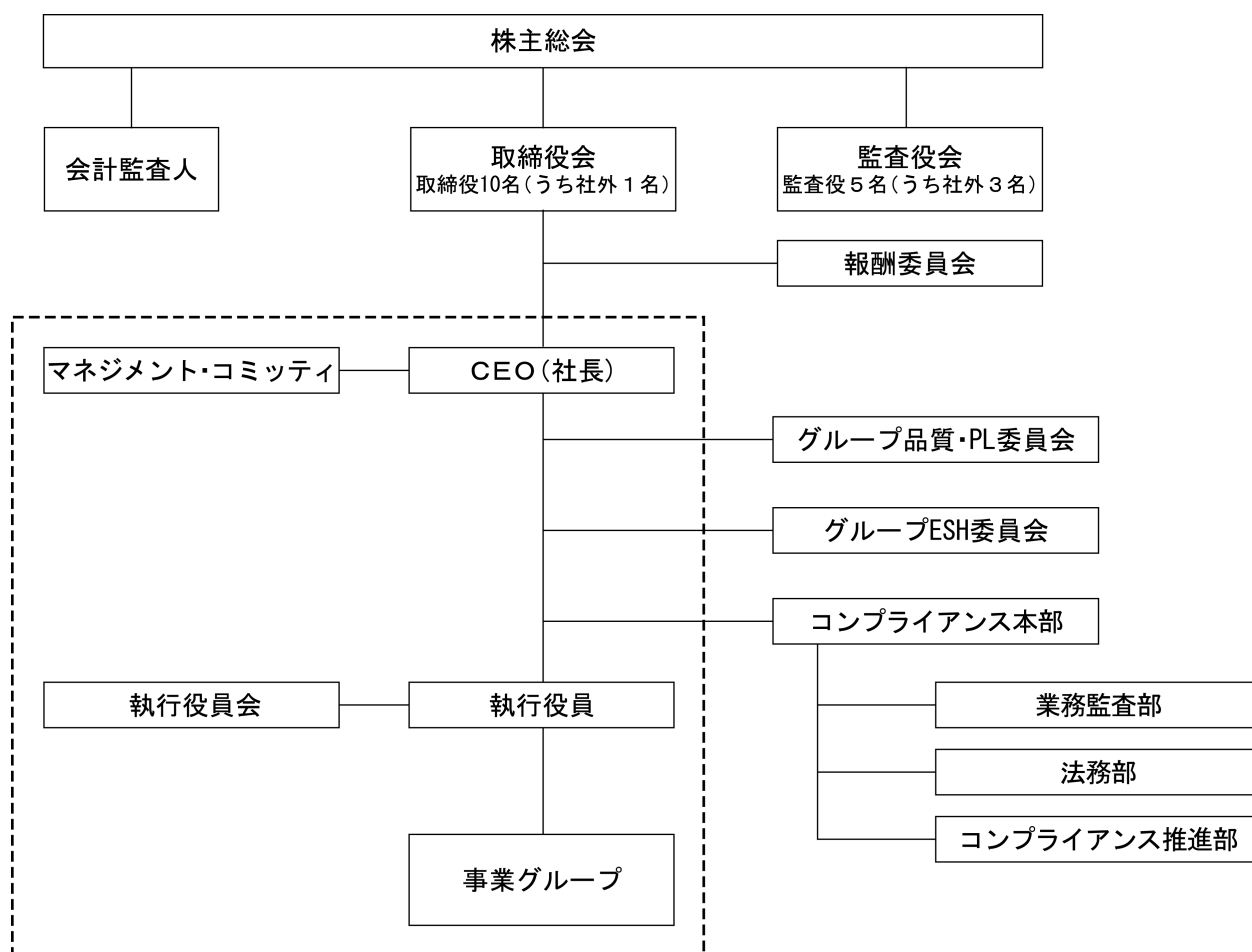 株主総会
会計監査人
取締役会
取締役10名(うち社外１名)
監査役会
監査役５名(うち社外３名)
報酬委員会
マネジメント・コミッティ
ＣＥＯ(社長)
グループ品質・PL委員会
グループESH委員会
コンプライアンス本部
執行役員会
執行役員
業務監査部
法務部
コンプライアンス推進部
事業グループ